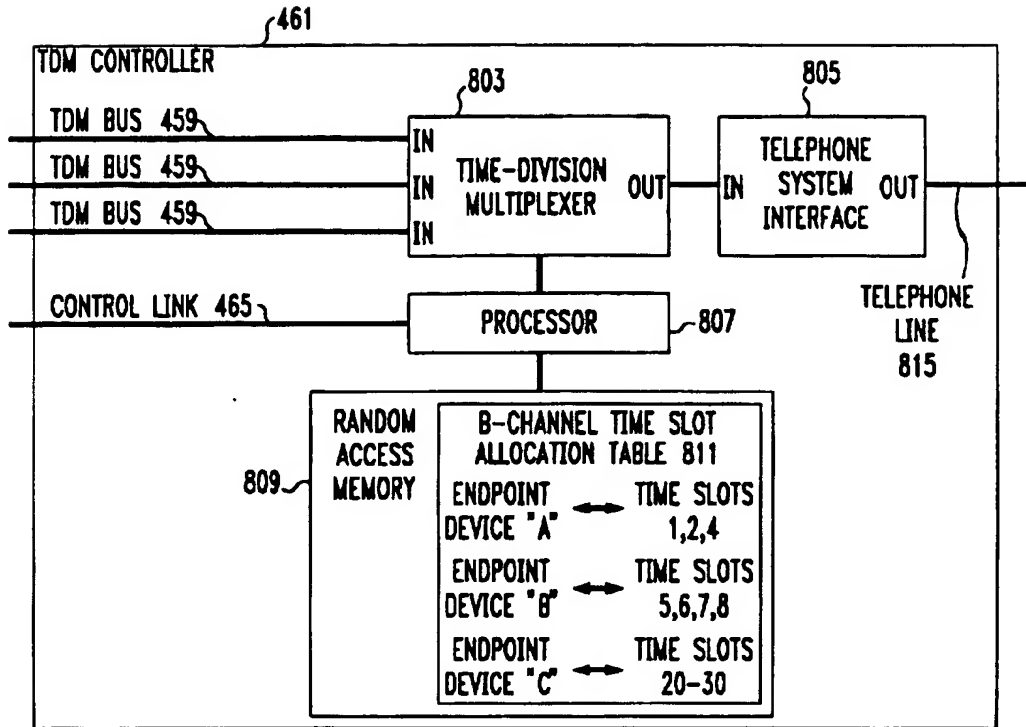 461
TDM CONTROLLER
803
805
TDM BUS 459
TDM BUS 459
TDM BUS 459
IN
IN
IN
TIME-DIVISION
MULTIPLEXER
OUT
IN
TELEPHONE
SYSTEM
INTERFACE
OUT
TELEPHONE
LINE
815
CONTROL LINK 465
PROCESSOR
807
809
RANDOM
ACCESS
MEMORY
B-CHANNEL TIME SLOT
ALLOCATION TABLE 811
ENDPOINT
DEVICE "A"
TIME SLOTS
1,2,4
ENDPOINT
DEVICE "B"
TIME SLOTS
5,6,7,8
ENDPOINT
DEVICE "C"
TIME SLOTS
20-30